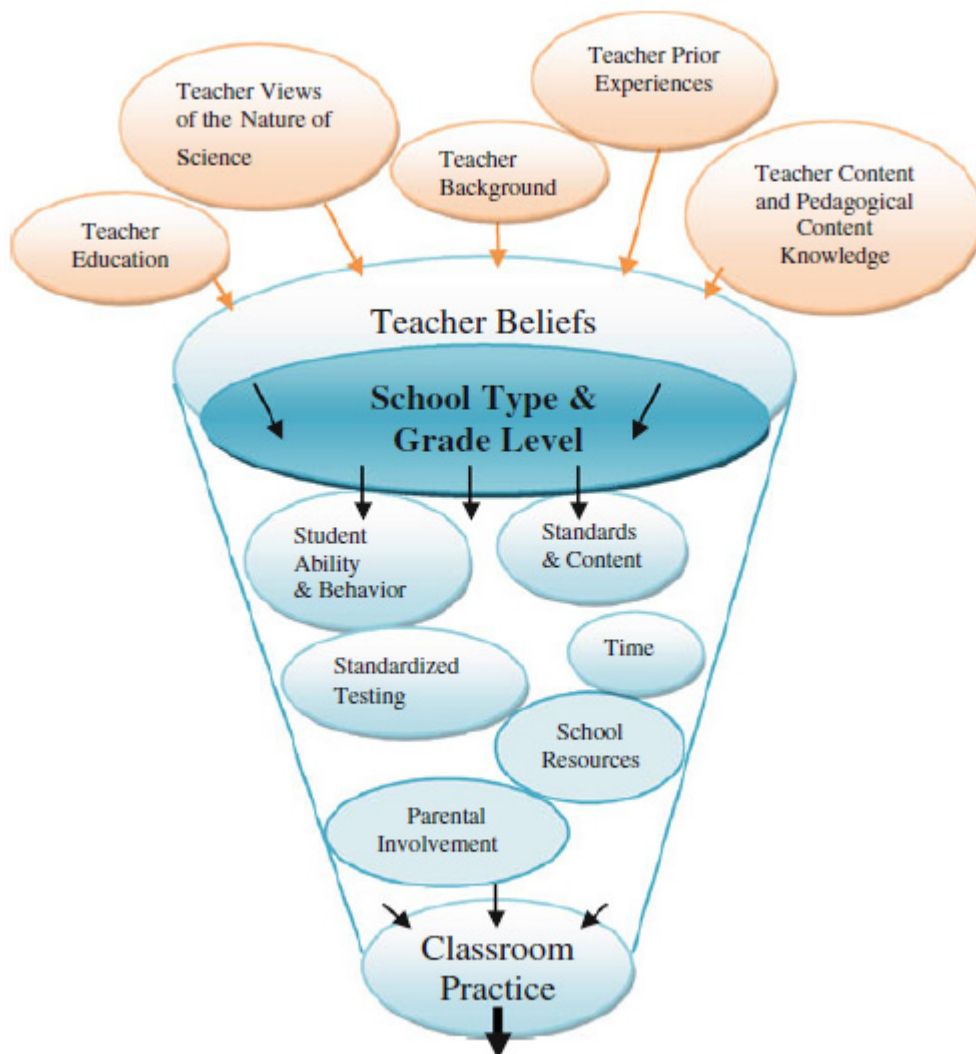 Teacher Prior
Experiences
Teacher Views
of the Nature of
Science
Teacher
Background
Teacher Content
and Pedagogical
Content
Knowledge
Teacher
Education
Teacher Beliefs
School Type &
Grade Level
Student
Ability
& Behavior
Standards
& Content
Time
Standardized
Testing
School
Resources
Parental
Involvement
Classroom
Practice